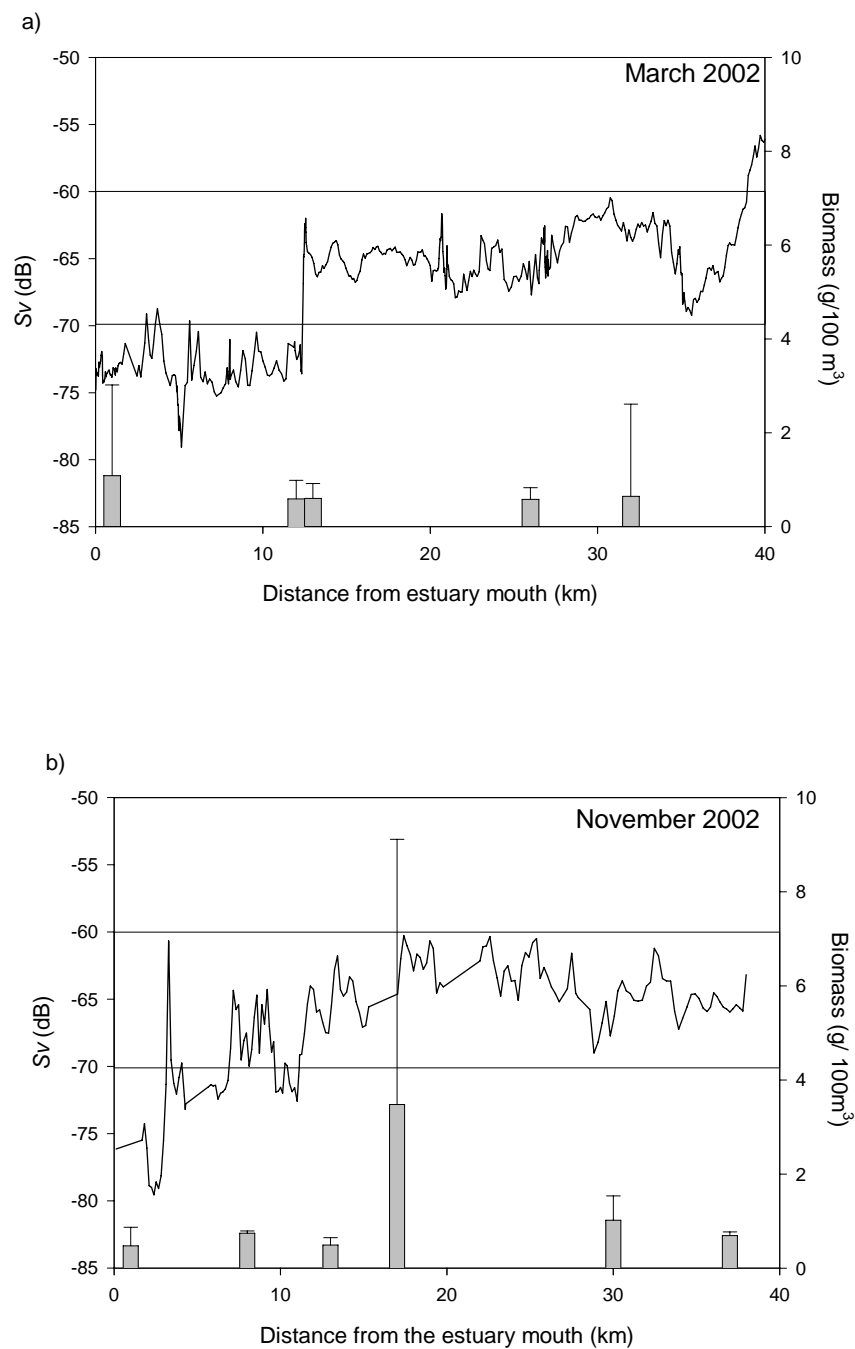 a)
March 2002
-50
-55
-60
-65
-70
-75
-80
-85
Sv (dB)
10
8
6
4
2
0
Biomass (g/100 m³)
0 10 20 30 40
Distance from estuary mouth (km)
b)
November 2002
-50
-55
-60
-65
-70
-75
-80
-85
Sv (dB)
10
8
6
4
2
0
Biomass (g/ 100m³)
0 10 20 30 40
Distance from the estuary mouth (km)